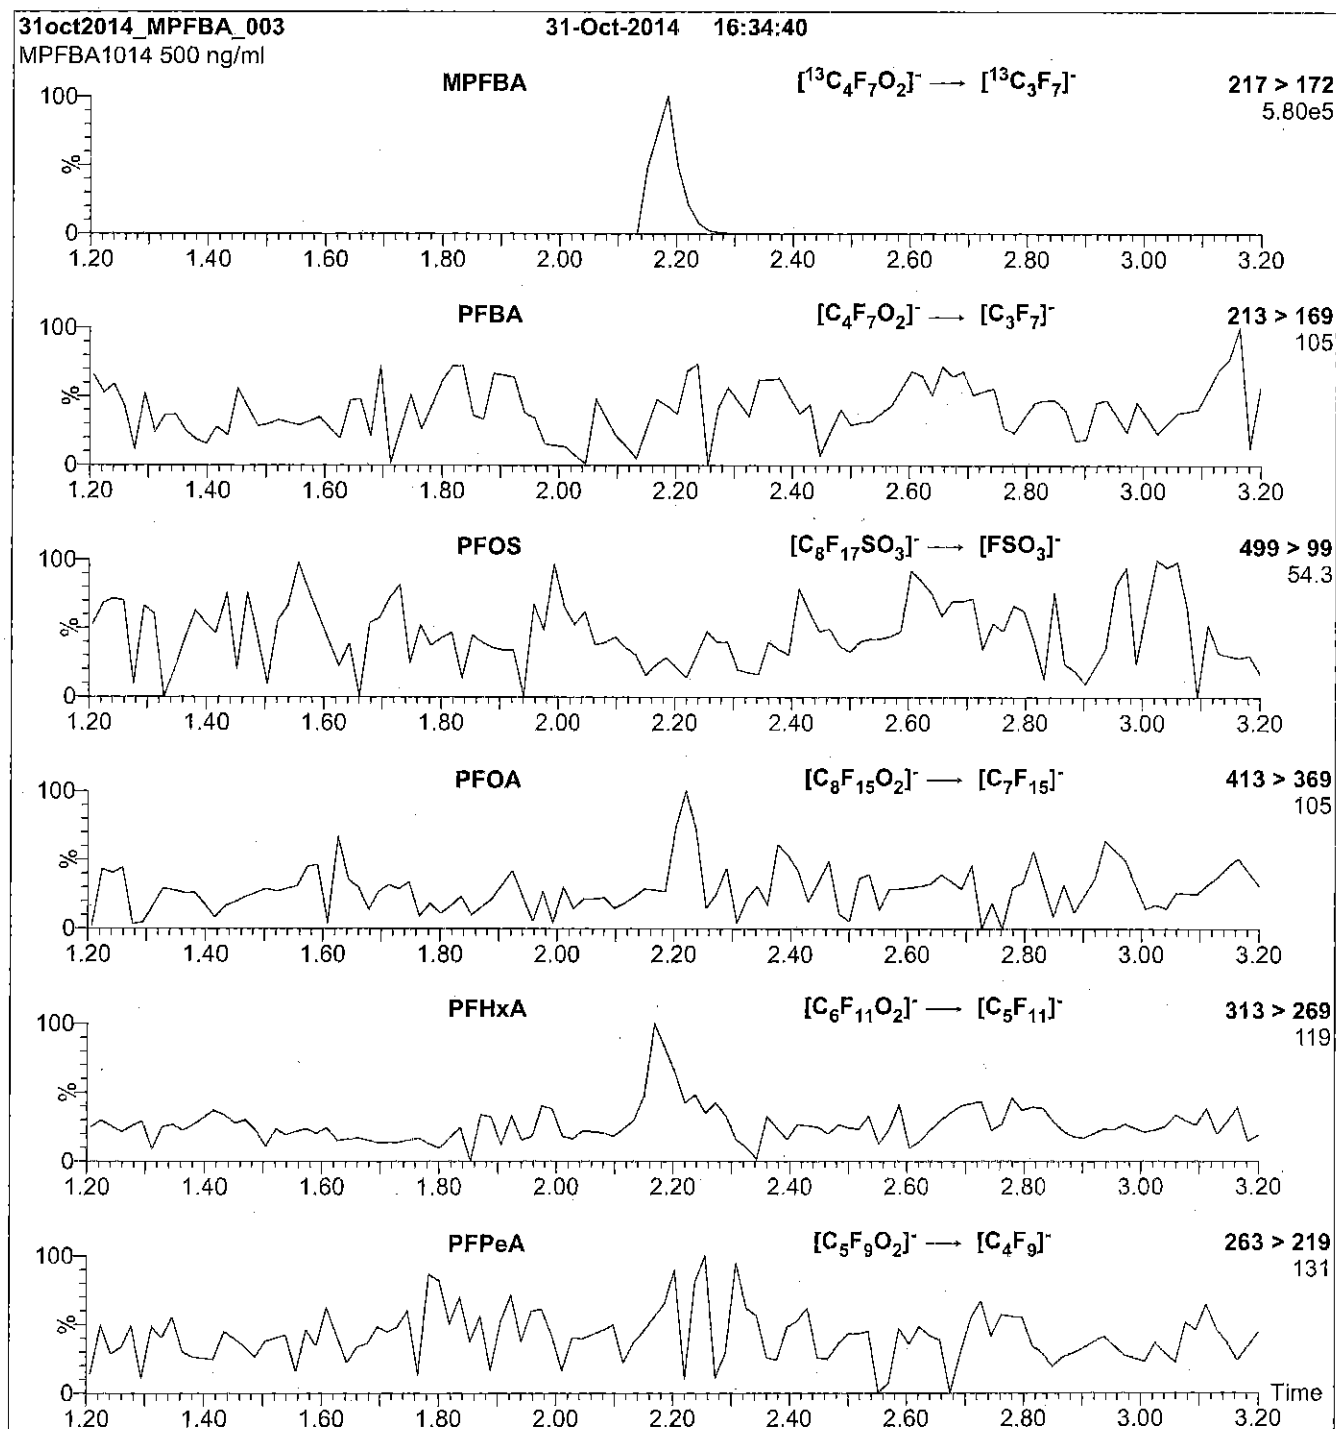 31oct2014_MPFBA_003 31-Oct-2014 16:34:40
MPFBA1014 500 ng/ml
MPFBA [¹³C₄F₇O₂]⁻ → [¹³C₃F₇]⁻ 217 > 172
5.80e5
100
%
0
1.20 1.40 1.60 1.80 2.00 2.20 2.40 2.60 2.80 3.00 3.20
PFBA [C₄F₇O₂]⁻ → [C₃F₇]⁻ 213 > 169
105
100
%
0
1.20 1.40 1.60 1.80 2.00 2.20 2.40 2.60 2.80 3.00 3.20
PFOS [C₈F₁₇SO₃]⁻ → [FSO₃]⁻ 499 > 99
54.3
100
%
0
1.20 1.40 1.60 1.80 2.00 2.20 2.40 2.60 2.80 3.00 3.20
PFOA [C₈F₁₅O₂]⁻ → [C₇F₁₅]⁻ 413 > 369
105
100
%
0
1.20 1.40 1.60 1.80 2.00 2.20 2.40 2.60 2.80 3.00 3.20
PFHxA [C₆F₁₁O₂]⁻ → [C₅F₁₁]⁻ 313 > 269
119
100
%
0
1.20 1.40 1.60 1.80 2.00 2.20 2.40 2.60 2.80 3.00 3.20
PFPeA [C₅F₉O₂]⁻ → [C₄F₉]⁻ 263 > 219
131
100
%
0
Time
1.20 1.40 1.60 1.80 2.00 2.20 2.40 2.60 2.80 3.00 3.20